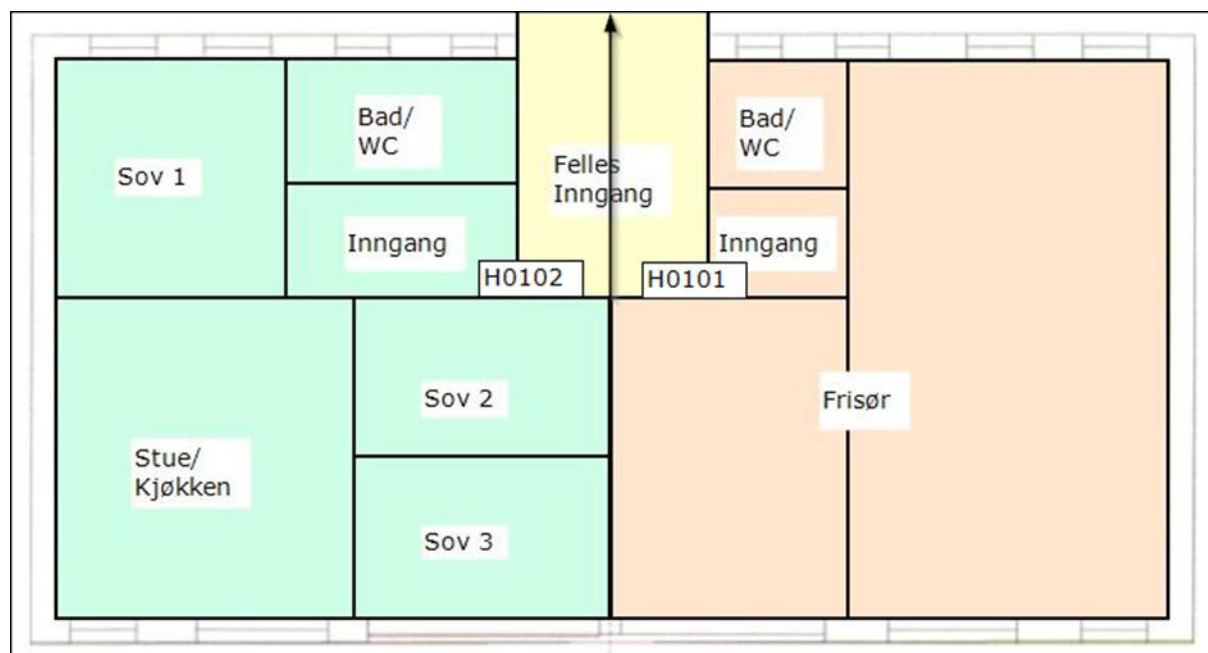 Sov 1
Bad/
WC
Inngang
Felles
Inngang
Bad/
WC
Inngang
H0102
H0101
Stue/
Kjøkken
Sov 2
Sov 3
Frisør